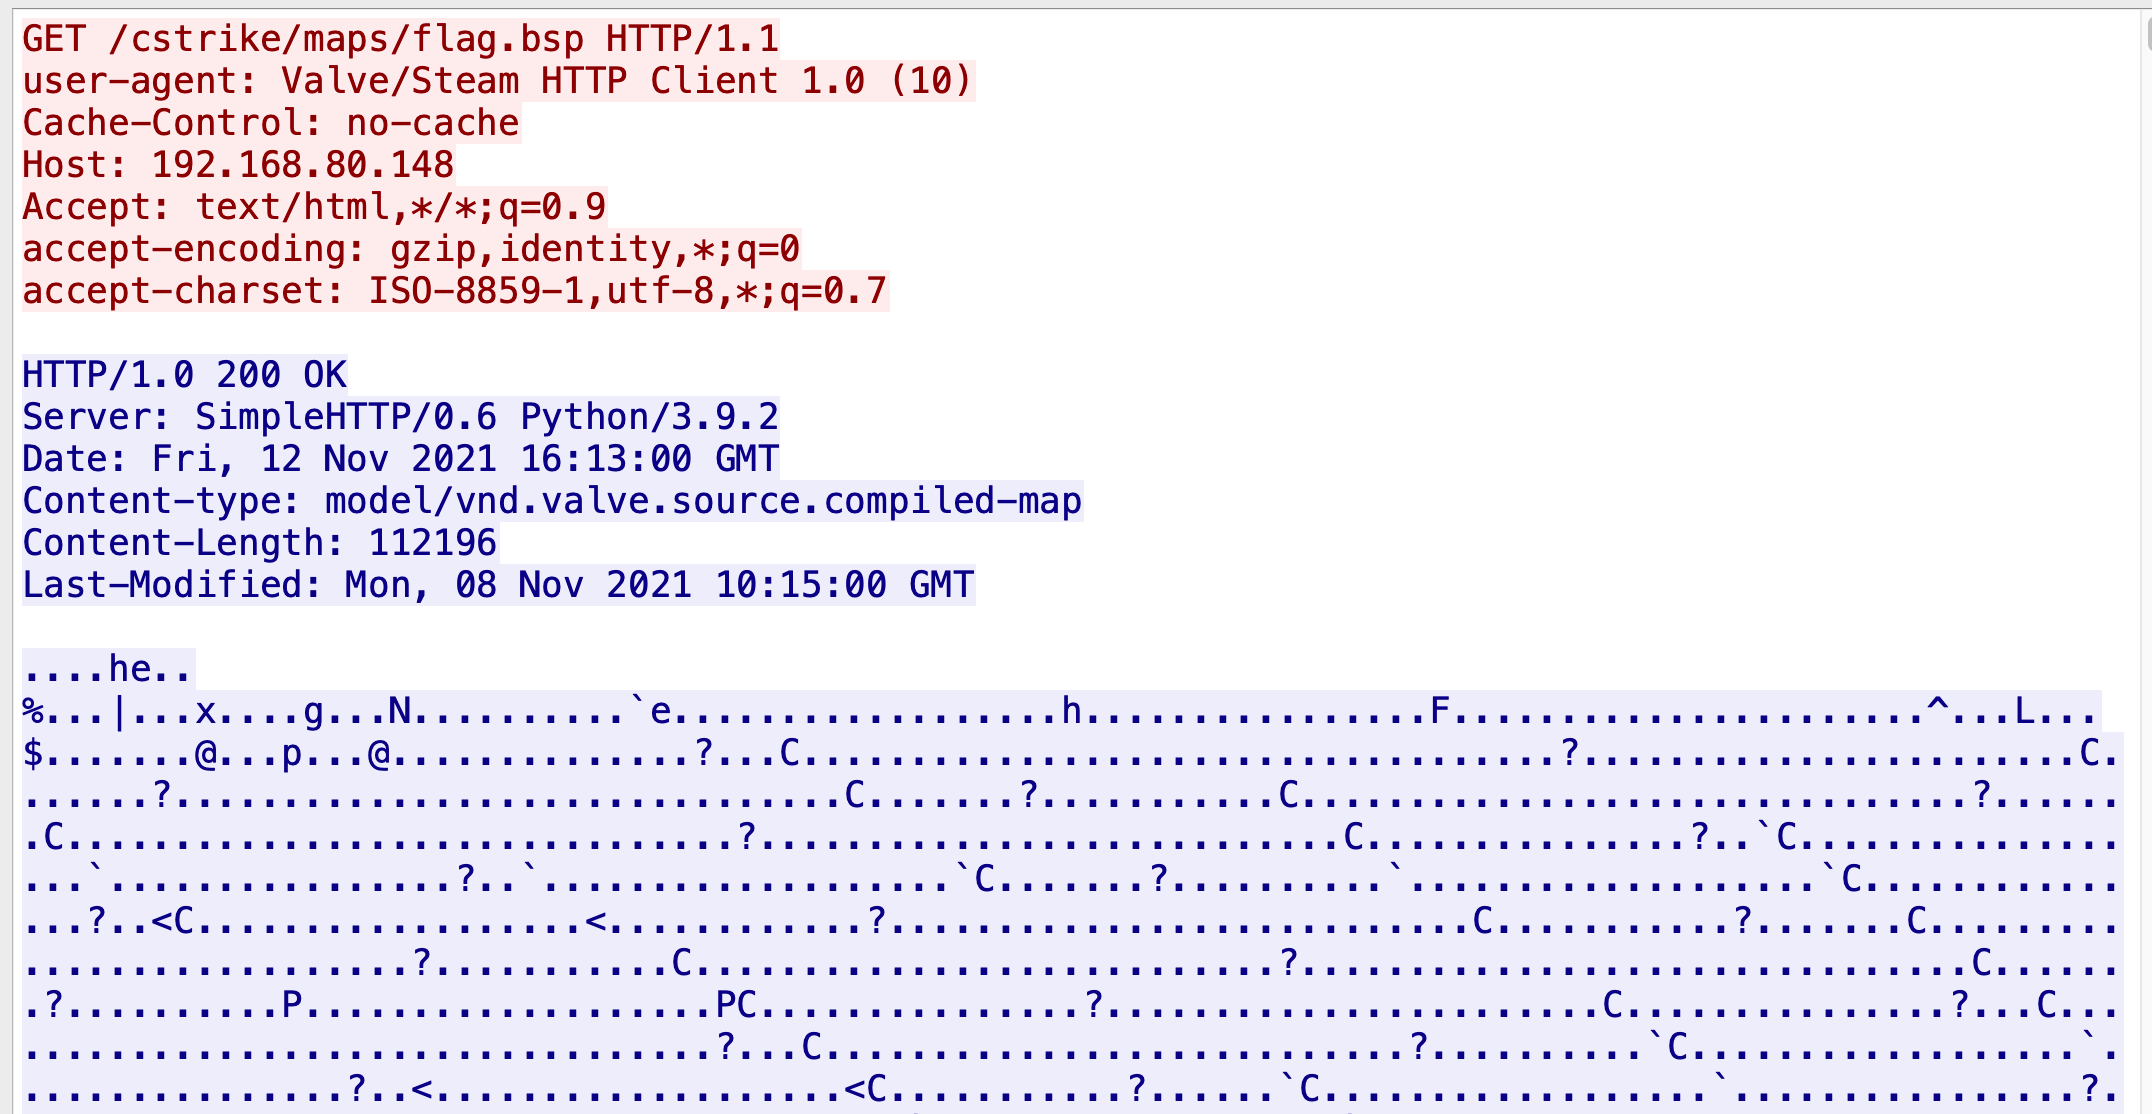 GET /cstrike/maps/flag.bsp HTTP/1.1
user-agent: Valve/Steam HTTP Client 1.0 (10)
Cache-Control: no-cache
Host: 192.168.80.148
Accept: text/html,*/*;q=0.9
accept-encoding: gzip,identity,*;q=0
accept-charset: ISO-8859-1,utf-8,*;q=0.7
HTTP/1.0 200 OK
Server: SimpleHTTP/0.6 Python/3.9.2
Date: Fri, 12 Nov 2021 16:13:00 GMT
Content-type: model/vnd.valve.source.compiled-map
Content-Length: 112196
Last-Modified: Mon, 08 Nov 2021 10:15:00 GMT
....he..
%...|...x....g...N..........`e..................h................F......................^...L...
$.......@...p...@..............?...C...................................?.......................C.
......?...............................C.......?...........C...............................?......
.C...............................?...........................C...............?..`C...............
...`................?..`...................`C.......?..........`...................`C............
...?..<C..................<............?...........................C...........?.......C.........
..................?...........C...........................?...............................C......
.?..........P...................PC...............?.......................C...............?...C...
................................?...C...........................?..........`C..................`.
...............?..<...................<C...........?......`C..................`................?.